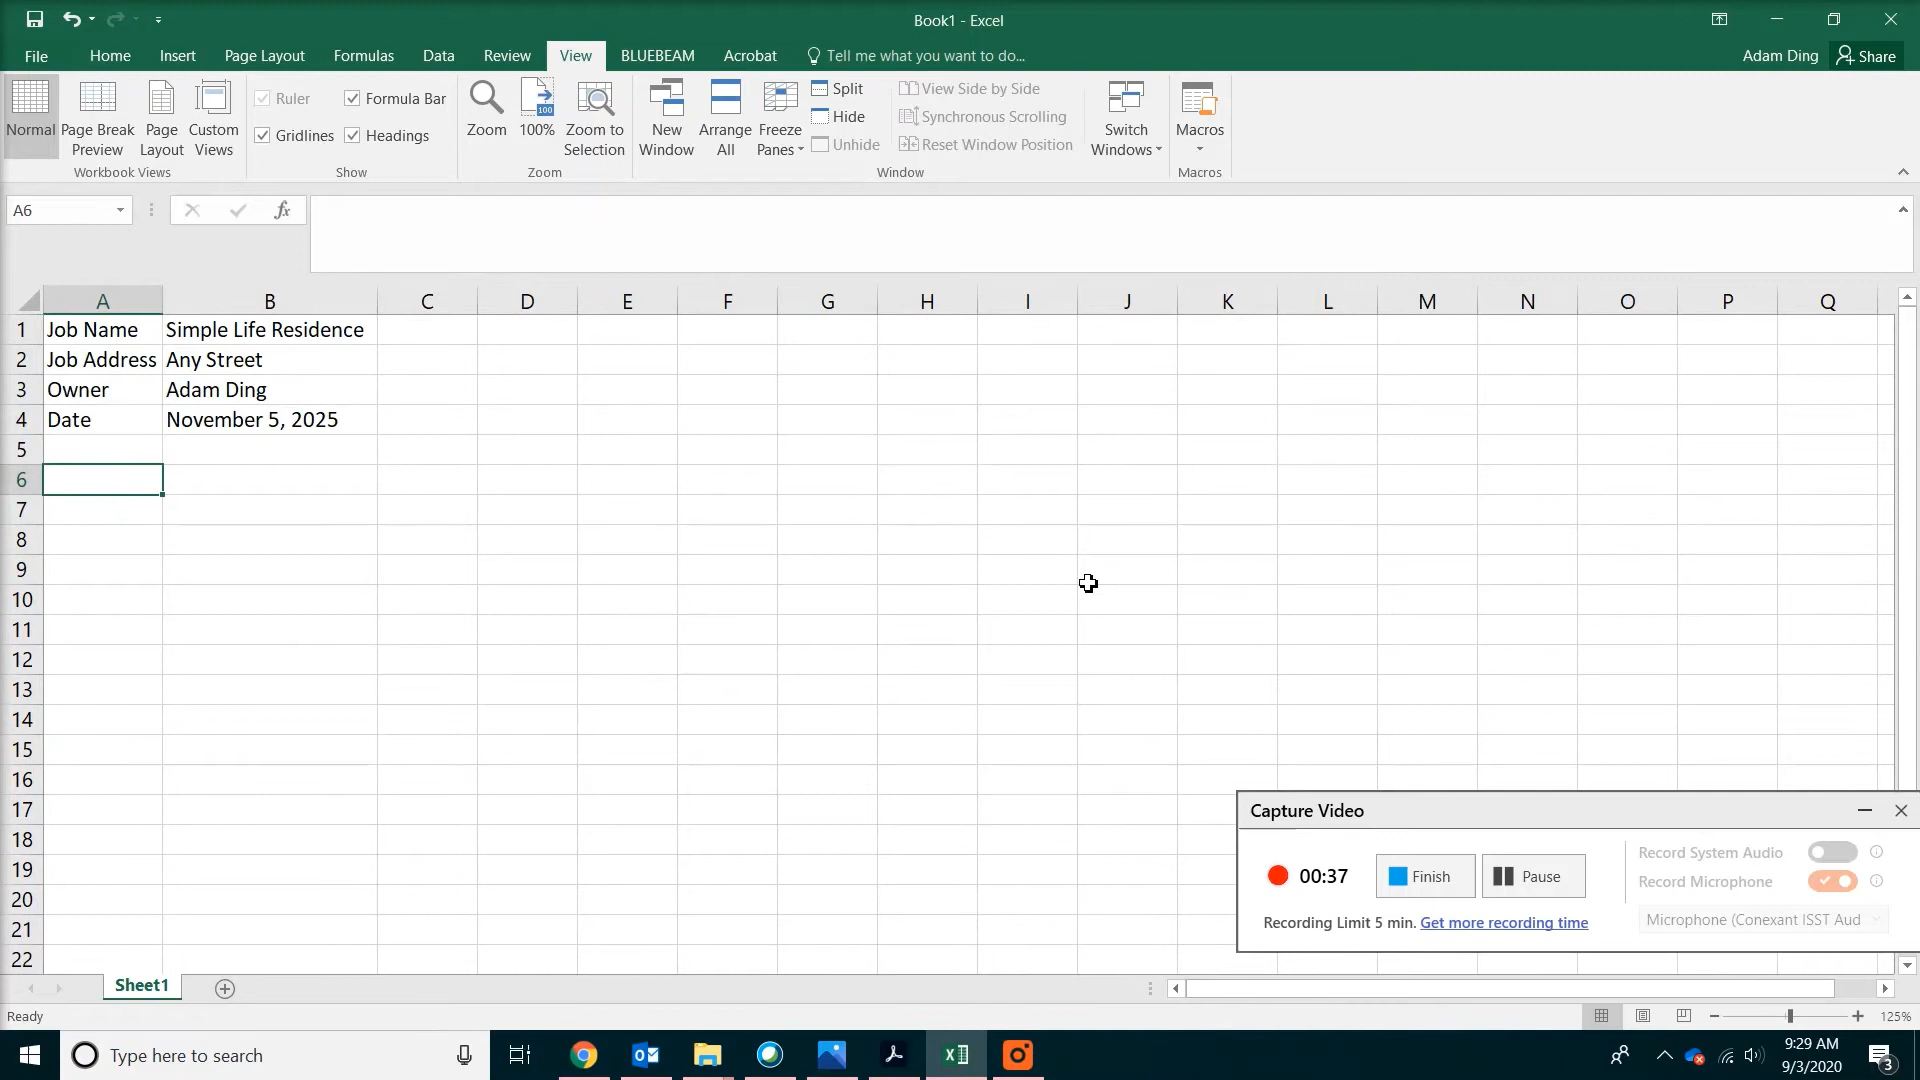 Book1 - Excel
File Home Insert Page Layout Formulas Data Review View BLUEBEAM Acrobat Tell me what you want to do... Adam Ding Share
Normal
Page Break Preview
Page Layout
Custom Views
Workbook Views
Ruler
Formula Bar
Gridlines
Headings
Show
Zoom
100
100%
Zoom to Selection
Zoom
New Window
Arrange All
Freeze Panes
Split
Hide
Unhide
View Side by Side
Synchronous Scrolling
Reset Window Position
Window
Switch Windows
Macros
Macros
A6
fx
A B C D E F G H I J K L M N O P Q
1 Job Name Simple Life Residence
2 Job Address Any Street
3 Owner Adam Ding
4 Date November 5, 2025
5
6
7
8
9
10
11
12
13
14
15
16
17
18
19
20
21
22
Capture Video
00:37 Finish Pause
Recording Limit 5 min. Get more recording time
Record System Audio
Record Microphone
Microphone (Conexant ISST Aud
Sheet1
Ready
125%
Type here to search
9:29 AM
9/3/2020
3